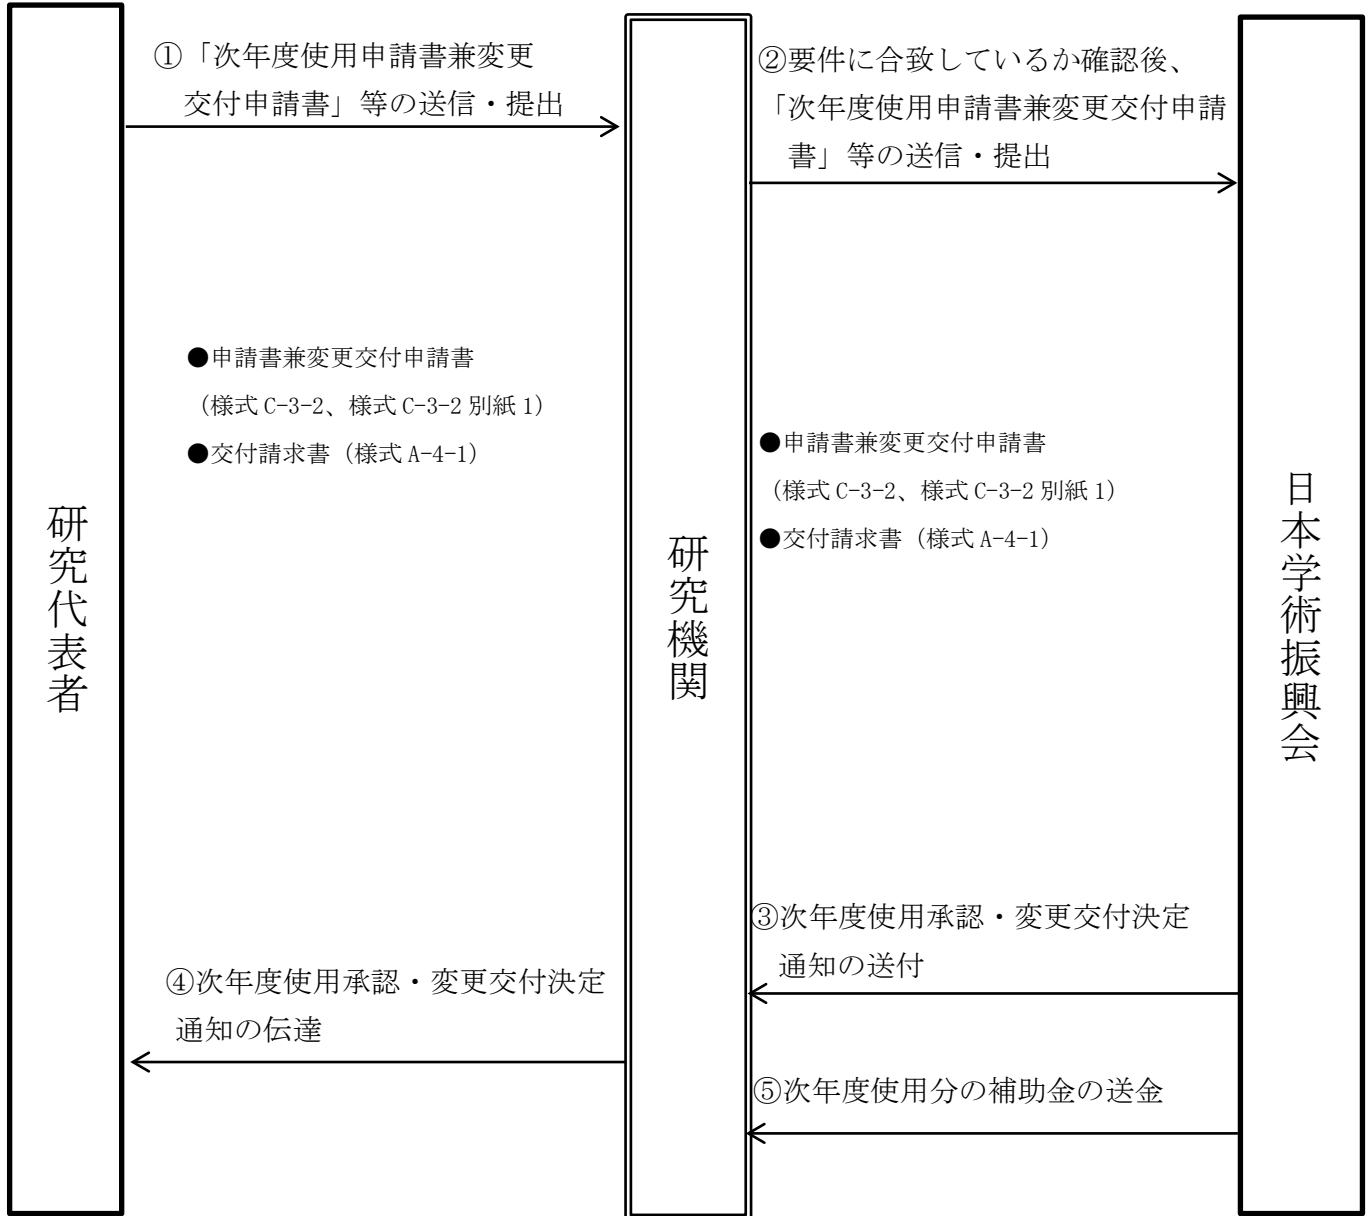 ①「次年度使用申請書兼変更
交付申請書」等の送信・提出
②要件に合致しているか確認後、
「次年度使用申請書兼変更交付申請
書」等の送信・提出
●申請書兼変更交付申請書
（様式 C-3-2、様式 C-3-2 別紙 1）
●交付請求書（様式 A-4-1）
●申請書兼変更交付申請書
（様式 C-3-2、様式 C-3-2 別紙 1）
●交付請求書（様式 A-4-1）
研究代表者
研究機関
日本学術振興会
③次年度使用承認・変更交付決定
通知の送付
④次年度使用承認・変更交付決定
通知の伝達
⑤次年度使用分の補助金の送金